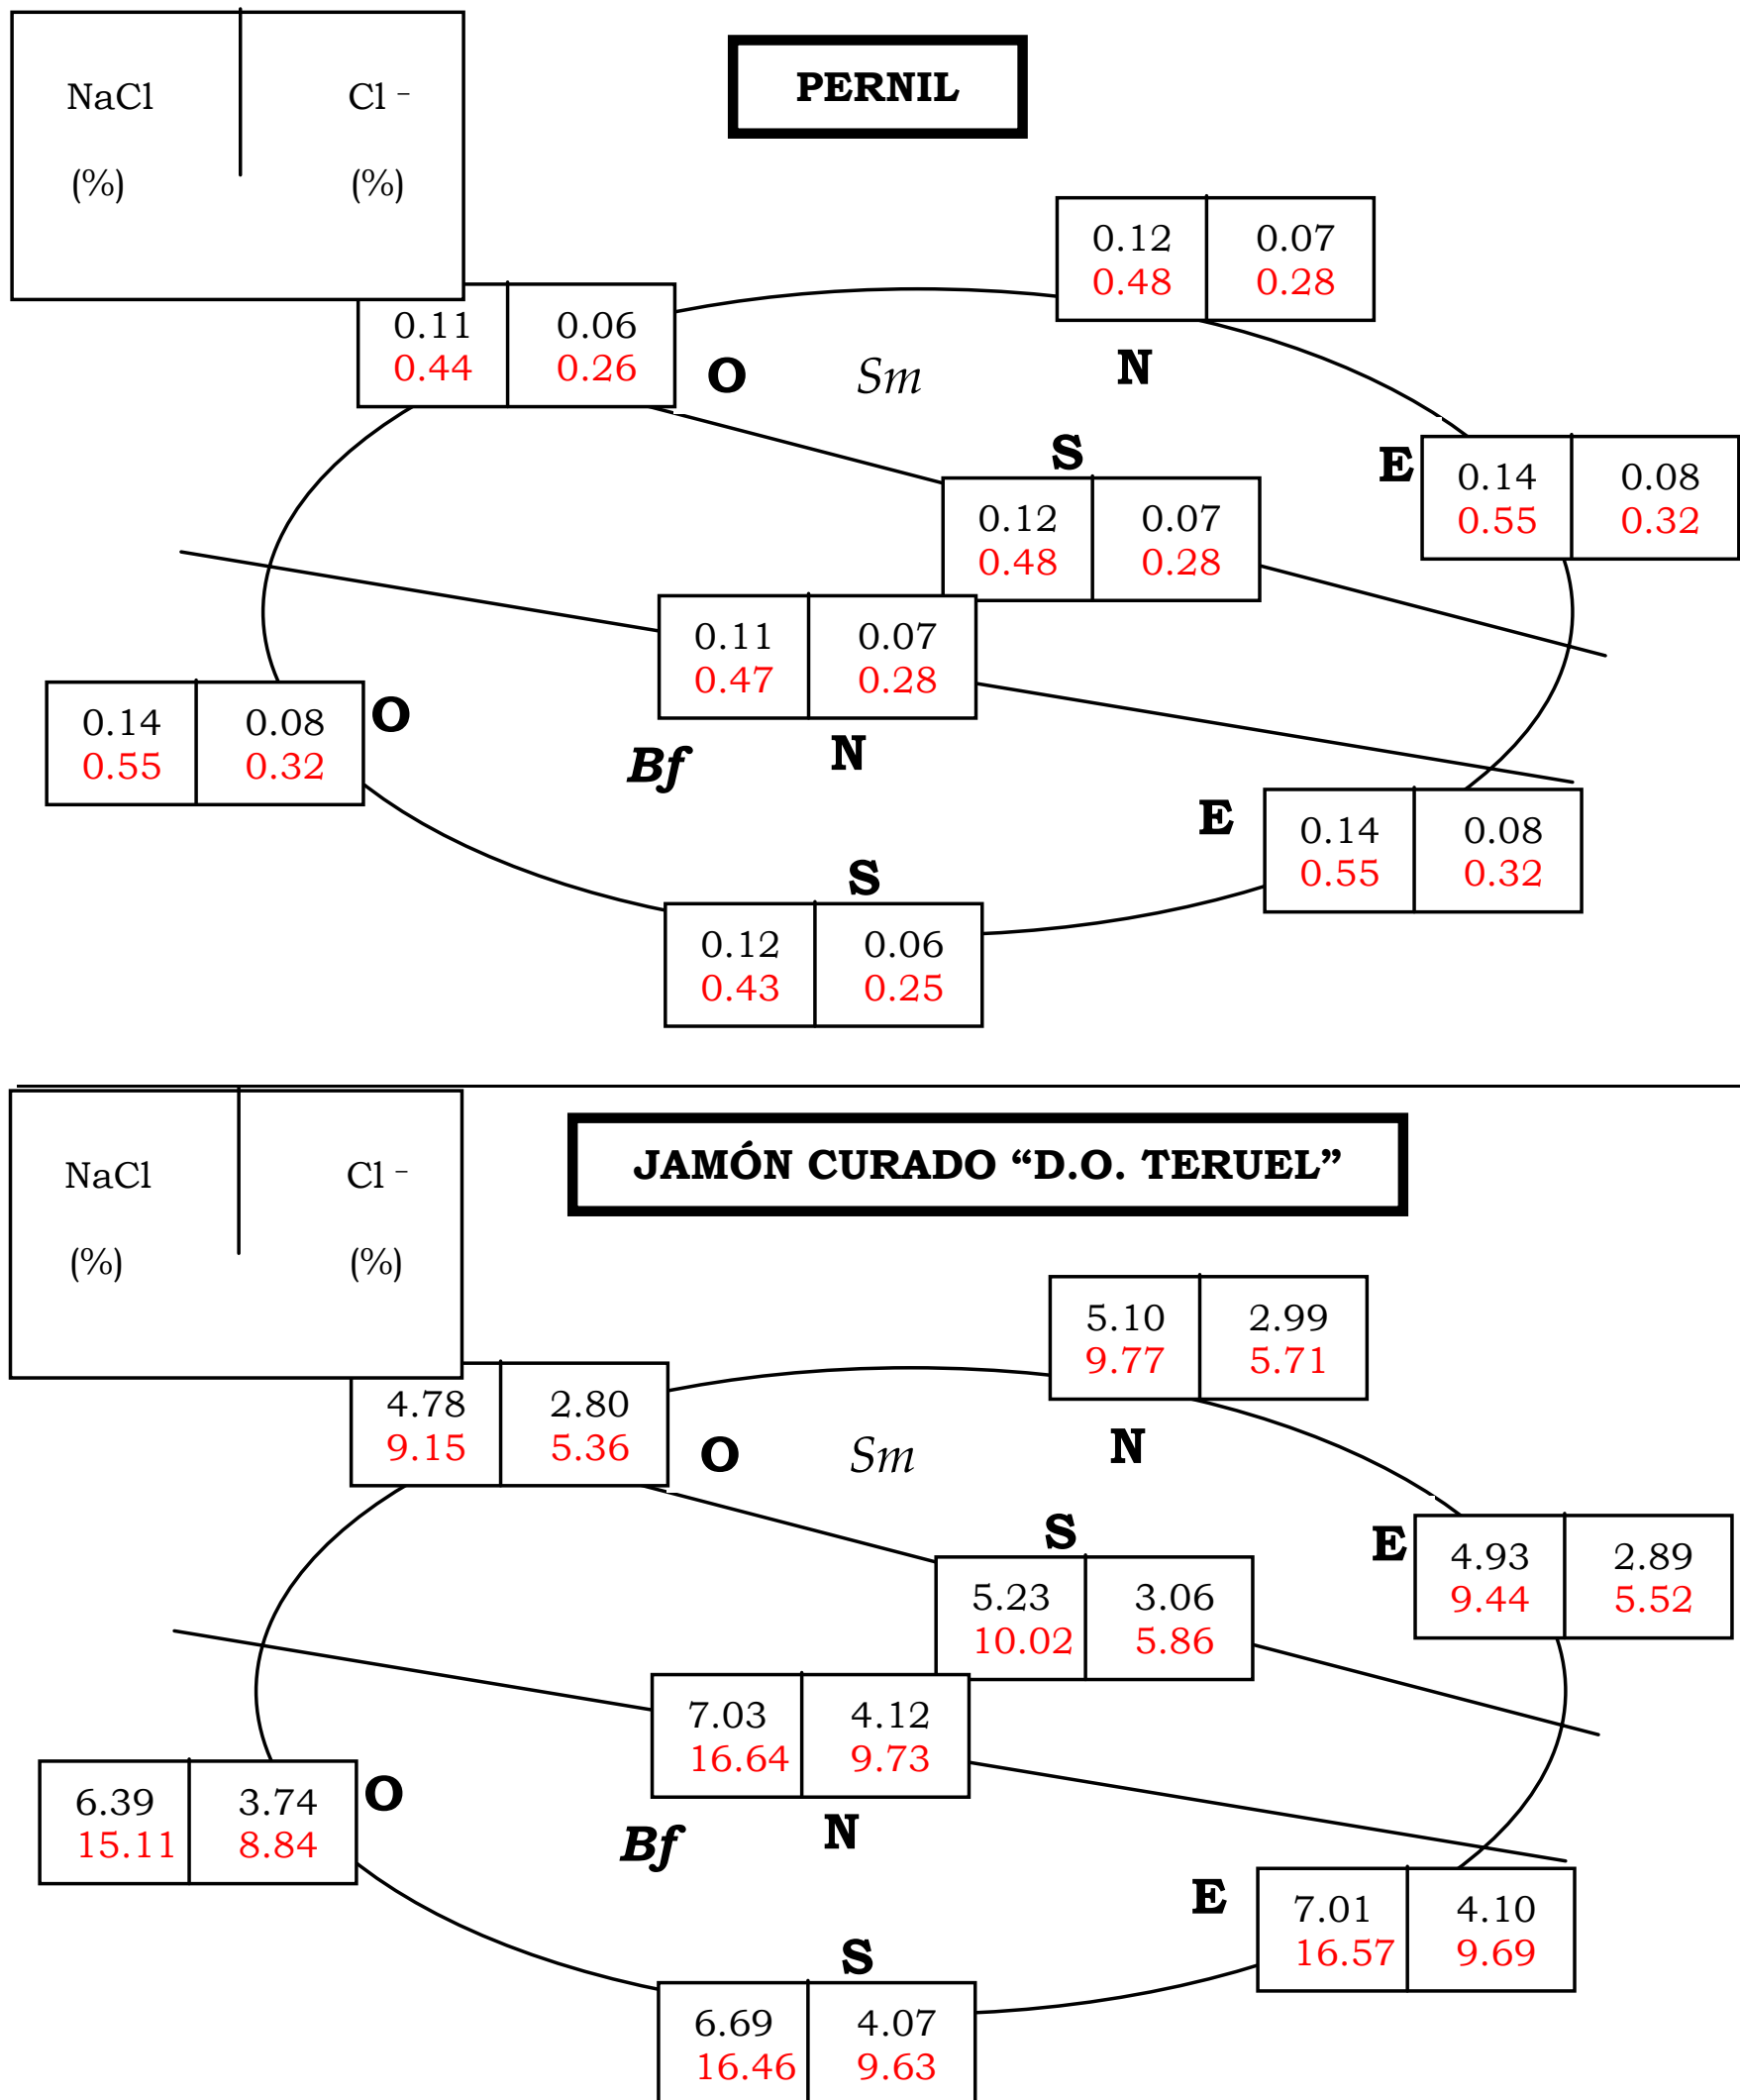 NaCl Cl –
(%) (%)
PERNIL
0.12 0.07
0.48 0.28
0.11 0.06
0.44 0.26
O Sm N
S
E
0.14 0.08
0.55 0.32
0.12 0.07
0.48 0.28
0.11 0.07
0.47 0.28
0.14 0.08
0.55 0.32
O
Bf N
E
0.14 0.08
0.55 0.32
S
0.12 0.06
0.43 0.25
NaCl Cl –
(%) (%)
JAMÓN CURADO “D.O. TERUEL”
5.10 2.99
9.77 5.71
4.78 2.80
9.15 5.36
O Sm N
S
E
4.93 2.89
9.44 5.52
5.23 3.06
10.02 5.86
7.03 4.12
16.64 9.73
6.39 3.74
15.11 8.84
O
Bf N
E
7.01 4.10
16.57 9.69
S
6.69 4.07
16.46 9.63